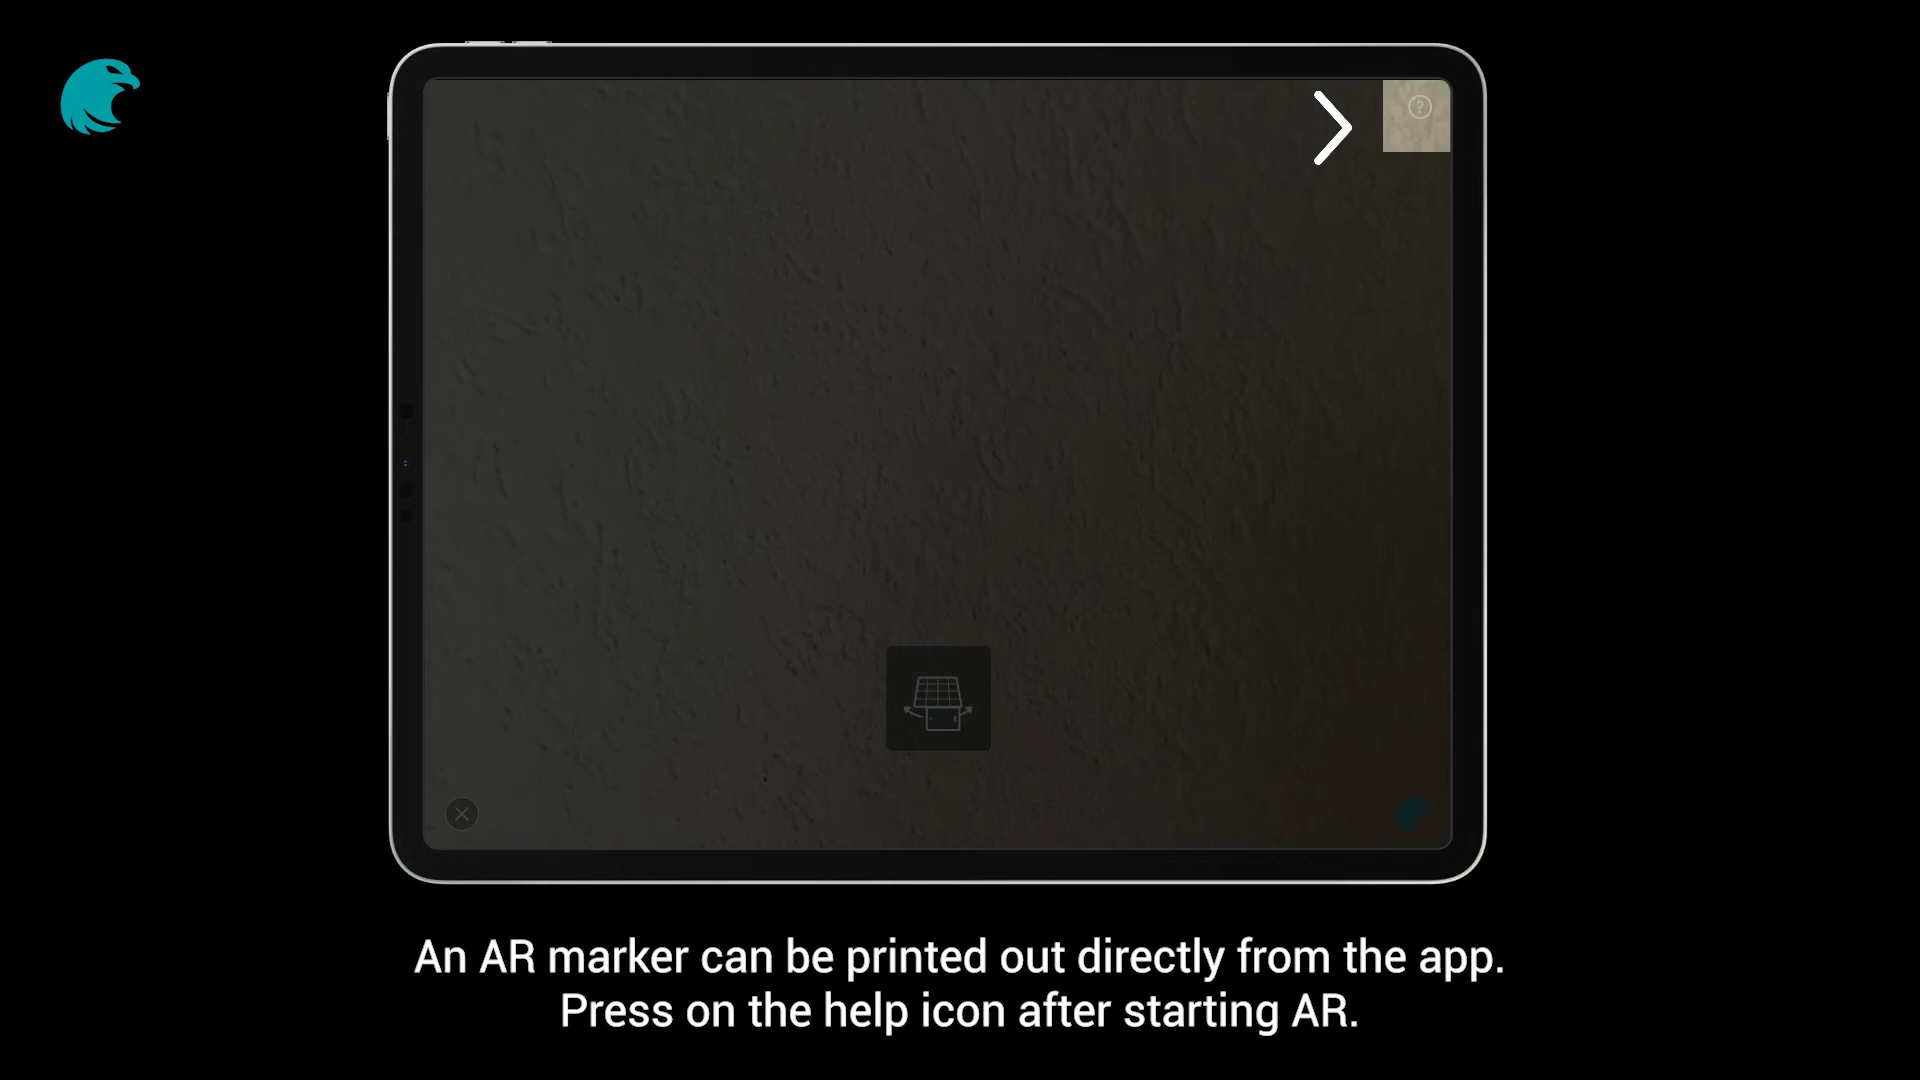 ?
An AR marker can be printed out directly from the app.
Press on the help icon after starting AR.